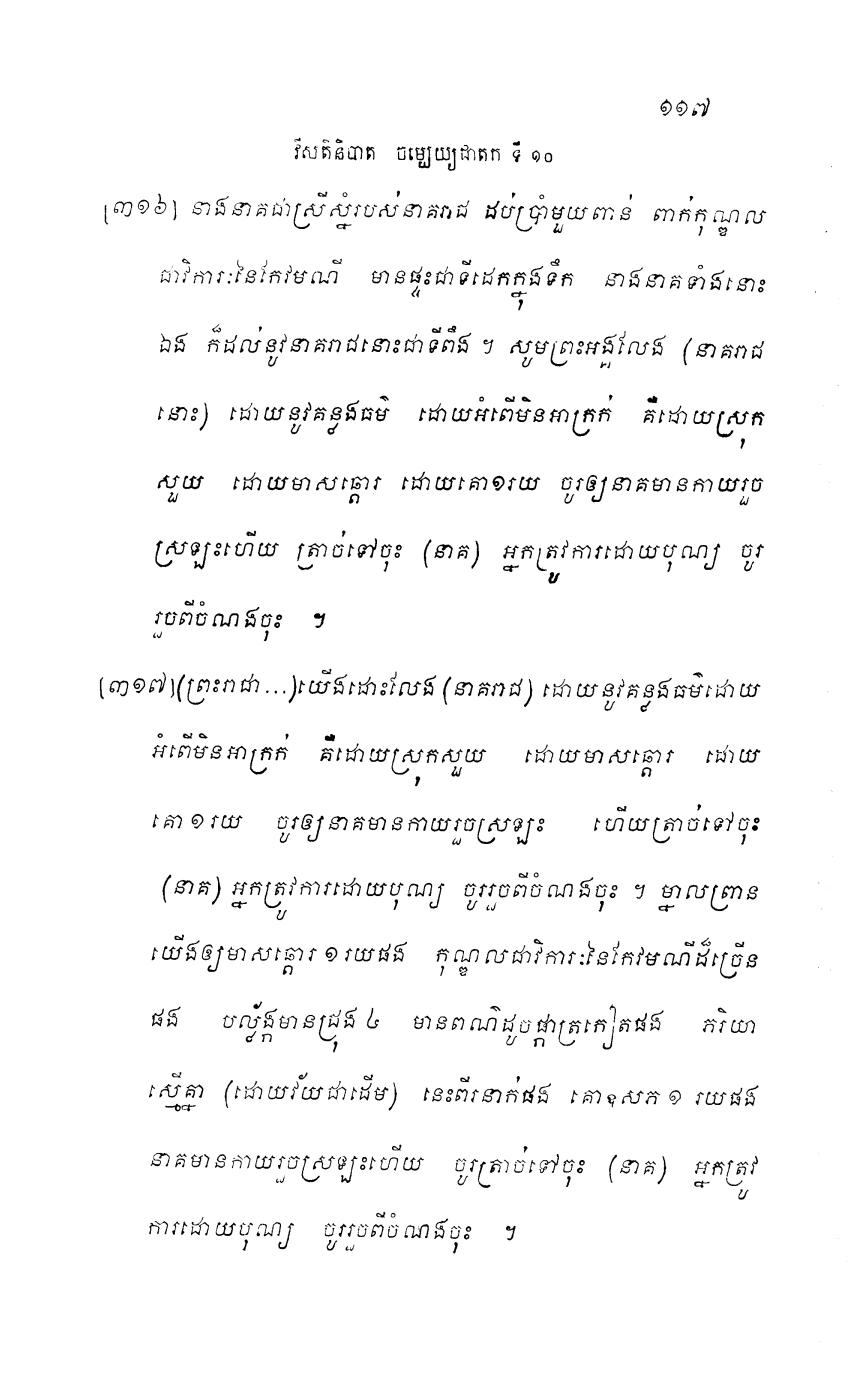 ១១៧
វីសតិនិបាត ចម្បេយ្យជាតក ទី ១០
[៣១៦] នាងនាគជាស្រីស្នំរបស់នាគរាជ ដប់ប្រាំមួយពាន់ ពាក់កុណ្ឌល
ជាវិការៈនៃកែវមណី មានផ្ទះជាទីដេកក្នុងទឹក នាងនាគទាំងនោះ
ឯង ក៏ដល់នូវនាគរាជនោះជាទីពឹង ។ សូមព្រះអង្គលែង (នាគរាជ
នោះ) ដោយនូវគន្លងធម៌ ដោយអំពើមិនអាក្រក់ គឺដោយស្រុក
សួយ ដោយមាសធ្តោរ ដោយគោ១រយ ចូរឲ្យនាគមានកាយរួច
ស្រឡះហើយ ត្រាច់ទៅចុះ (នាគ) អ្នកត្រូវការដោយបុណ្យ ចូរ
រួចពីចំណងចុះ ។
[៣១៧] (ព្រះរាជា...) យើងដោះលែង (នាគរាជ) ដោយនូវគន្លងធម៌ដោយ
អំពើមិនអាក្រក់ គឺដោយស្រុកសួយ ដោយមាសធ្តោរ ដោយ
គោ ១ រយ ចូរឲ្យនាគមានកាយរួចស្រឡះ ហើយត្រាច់ទៅចុះ
(នាគ) អ្នកត្រូវការដោយបុណ្យ ចូររួចពីចំណងចុះ ។ ម្នាលព្រាន
យើងឲ្យមាសធ្តោរ ១ រយផង កុណ្ឌលជាវិការៈនៃកែវមណីដ៏ច្រើន
ផង បល្ល័ង្កមានជ្រុង ៤ មានពណ៌ដូចផ្កាត្រកៀតផង ភរិយា
ស្មើគ្នា (ដោយវ័យជាដើម) នេះពីរនាក់ផង គោឧសភ ១ រយផង
នាគមានកាយរួចស្រឡះហើយ ចូរត្រាច់ទៅចុះ (នាគ) អ្នកត្រូវ
ការដោយបុណ្យ ចូររួចពីចំណងចុះ ។